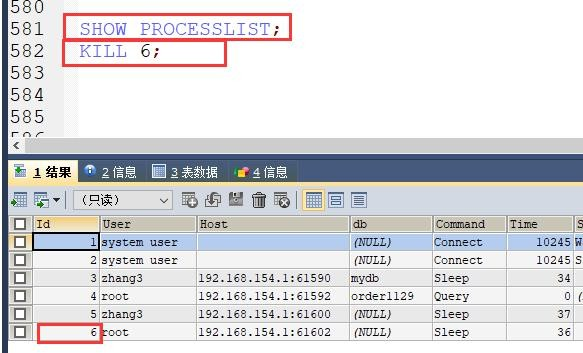 580
581 SHOW PROCESSLIST;
582 KILL 6;
583
584
585
1 结果 2 信息 3 表数据 4 信息
（只读）
Id User Host db Command Time S
1 system user (NULL) Connect 10245 W
2 system user (NULL) Connect 10245 S
3 zhang3 192.168.154.1:61590 mydb Sleep 34
4 root 192.168.154.1:61592 order1129 Query 0 (
5 zhang3 192.168.154.1:61600 (NULL) Sleep 37
6 root 192.168.154.1:61602 (NULL) Sleep 36